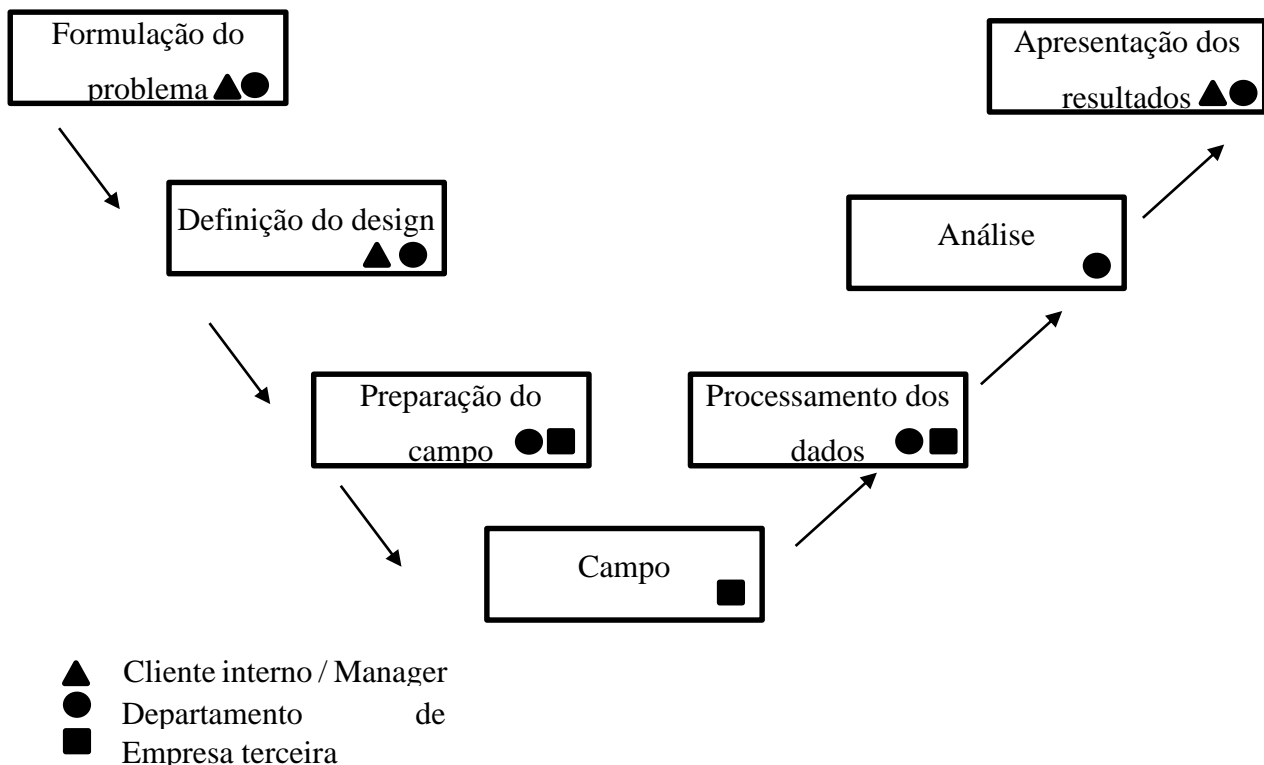 Formulação do
problema
Definição do design
Preparação do
campo
Campo
Processamento dos
dados
Análise
Apresentação dos
resultados
Cliente interno / Manager
Departamento de
Empresa terceira